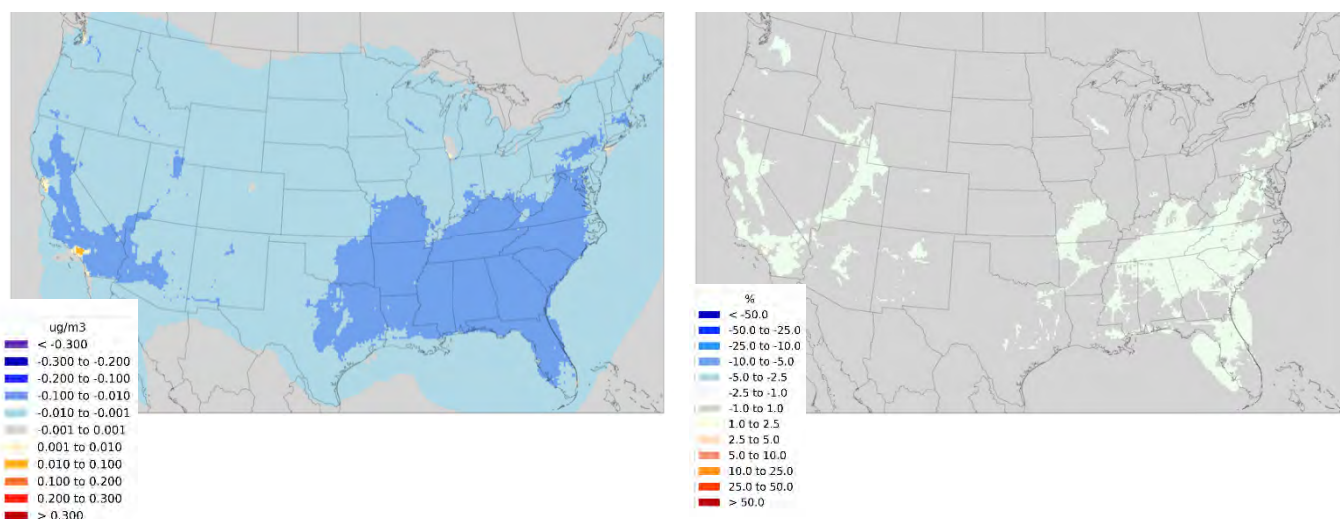 ug/m3
< -0.300
-0.300 to -0.200
-0.200 to -0.100
-0.100 to -0.010
-0.010 to -0.001
-0.001 to 0.001
0.001 to 0.010
0.010 to 0.100
0.100 to 0.200
0.200 to 0.300
> 0.300
%
< -50.0
-50.0 to -25.0
-25.0 to -10.0
-10.0 to -5.0
-5.0 to -2.5
-2.5 to -1.0
-1.0 to 1.0
1.0 to 2.5
2.5 to 5.0
5.0 to 10.0
10.0 to 25.0
25.0 to 50.0
> 50.0